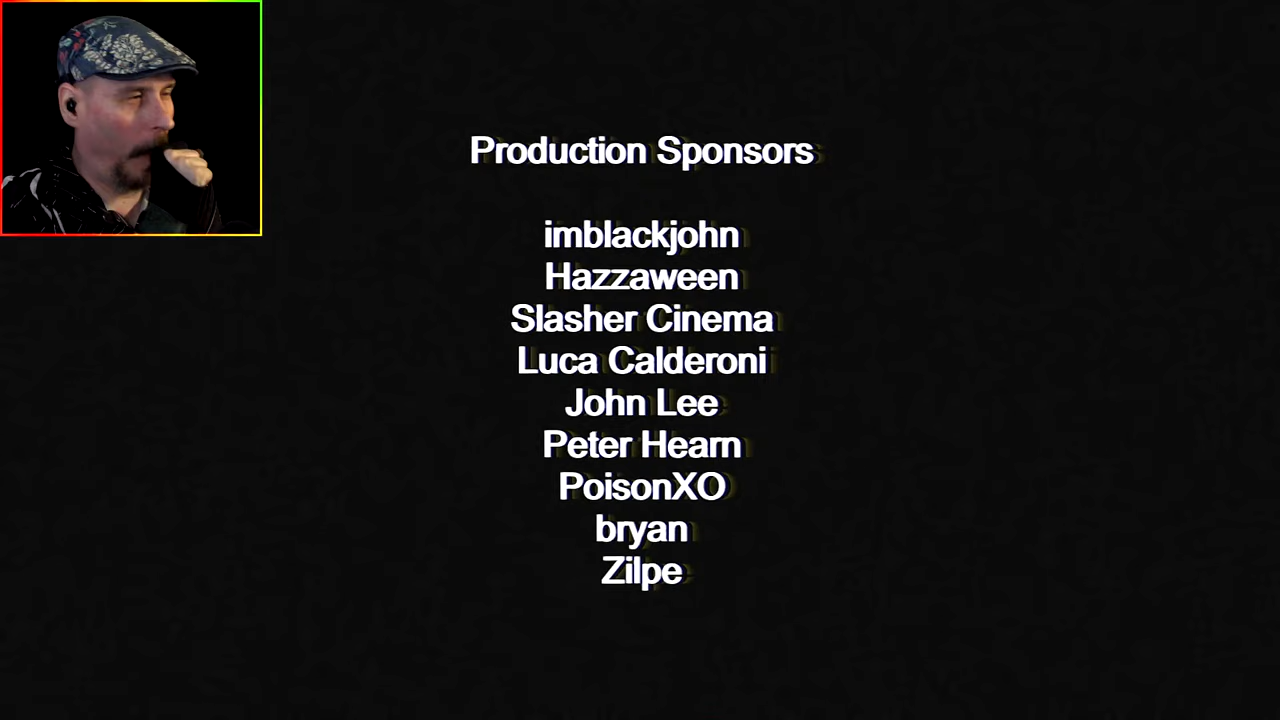 Production Sponsors
imblackjohn
Hazzaween
Slasher Cinema
Luca Calderoni
John Lee
Peter Hearn
PoisonXO
bryan
Zilpe